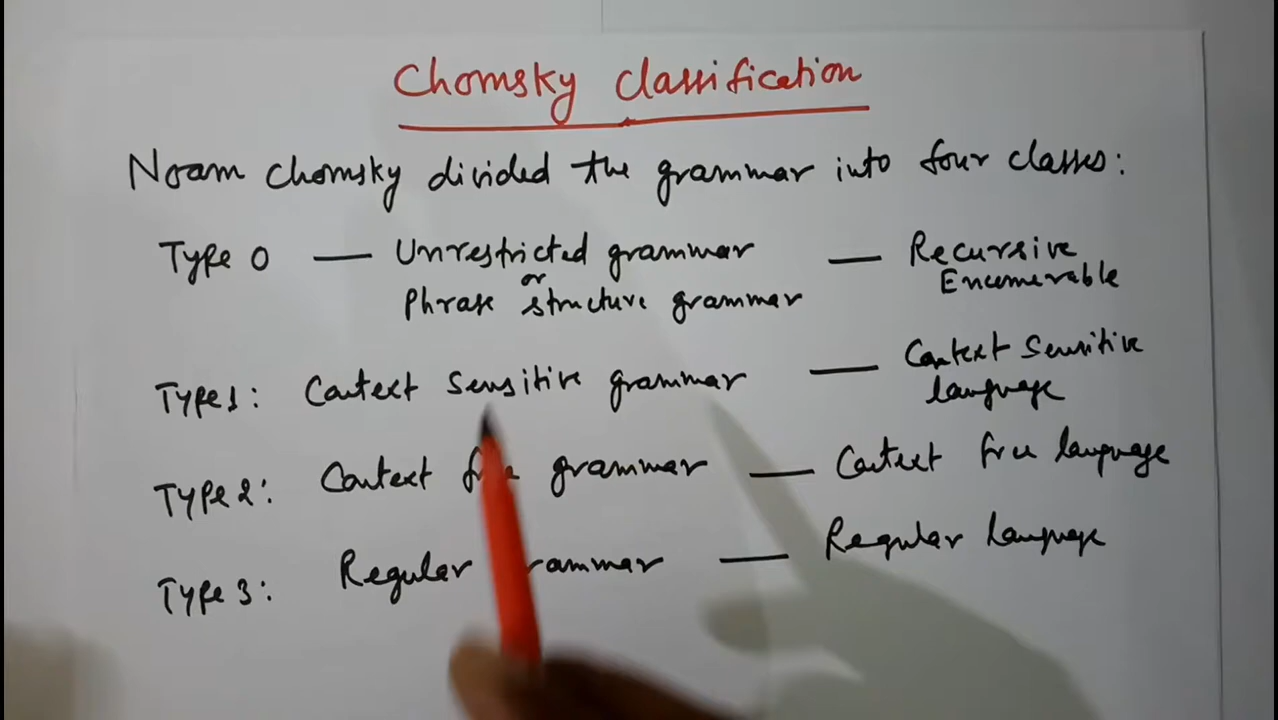 Chomsky classification
Noam Chomsky divided the grammar into four classes:
Type 0 — Unrestricted grammar — Recursive
or Enumerable
Phrase structure grammar
Type 1: Context Sensitive grammar — Context Sensitive
language
Type 2: Context free grammar — Context free language
Type 3: Regular grammar — Regular language